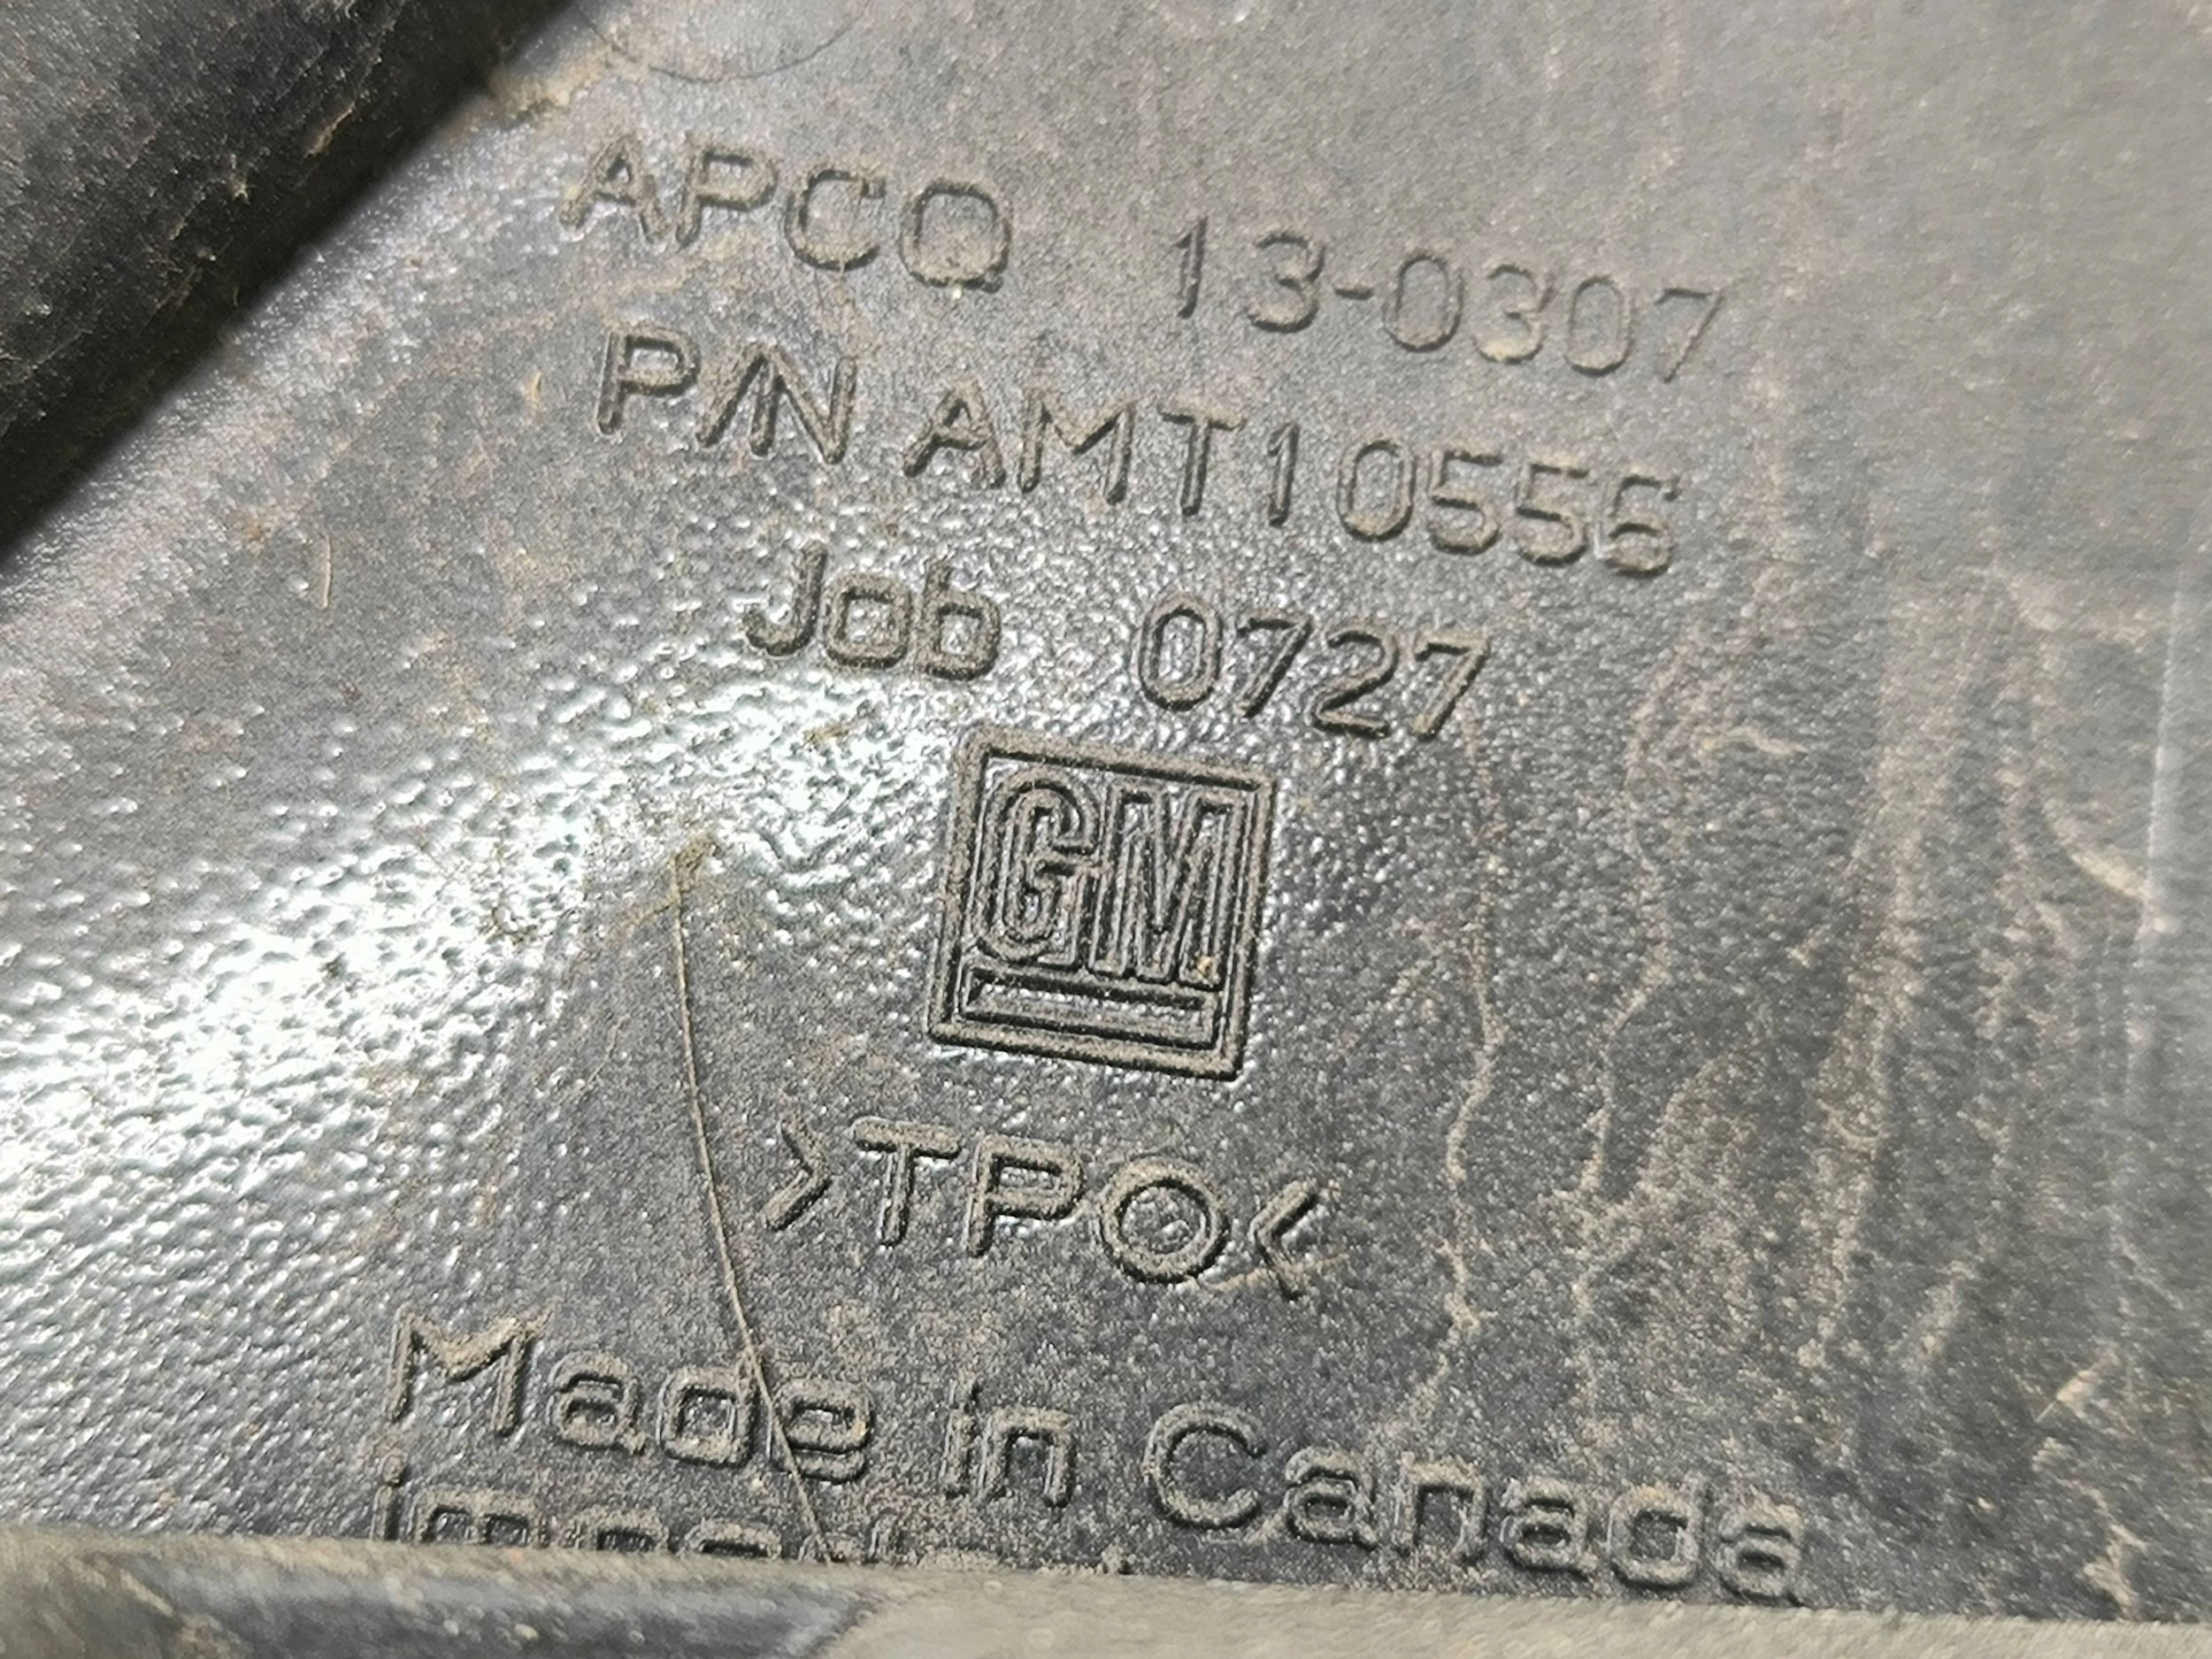 APCO 13-0307
P/N AMT10556
Job 0727
GM
>TPO<
Made in Canada